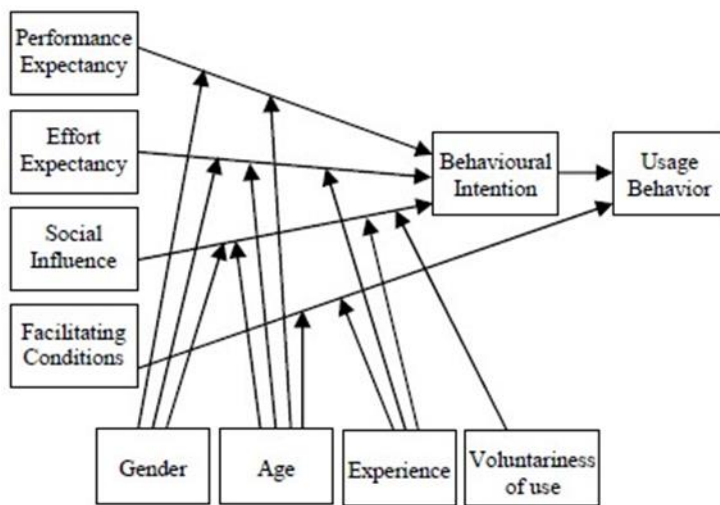 Performance
Expectancy
Effort
Expectancy
Social
Influence
Facilitating
Conditions
Behavioural
Intention
Usage
Behavior
Gender
Age
Experience
Voluntariness
of use